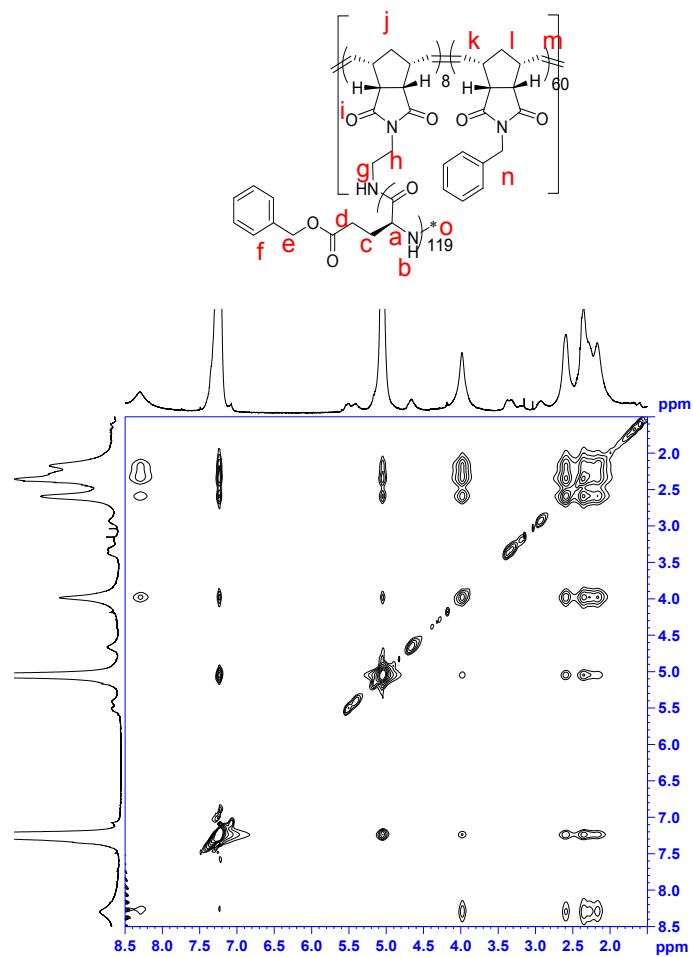 j
k l m
8 60
H H H H
i O N O O N O
g h n
HN O
d * o
O a N 119
f e c H
O b
ppm
2.0
2.5
3.0
3.5
4.0
4.5
5.0
5.5
6.0
6.5
7.0
7.5
8.0
8.5
8.5 8.0 7.5 7.0 6.5 6.0 5.5 5.0 4.5 4.0 3.5 3.0 2.5 2.0 ppm